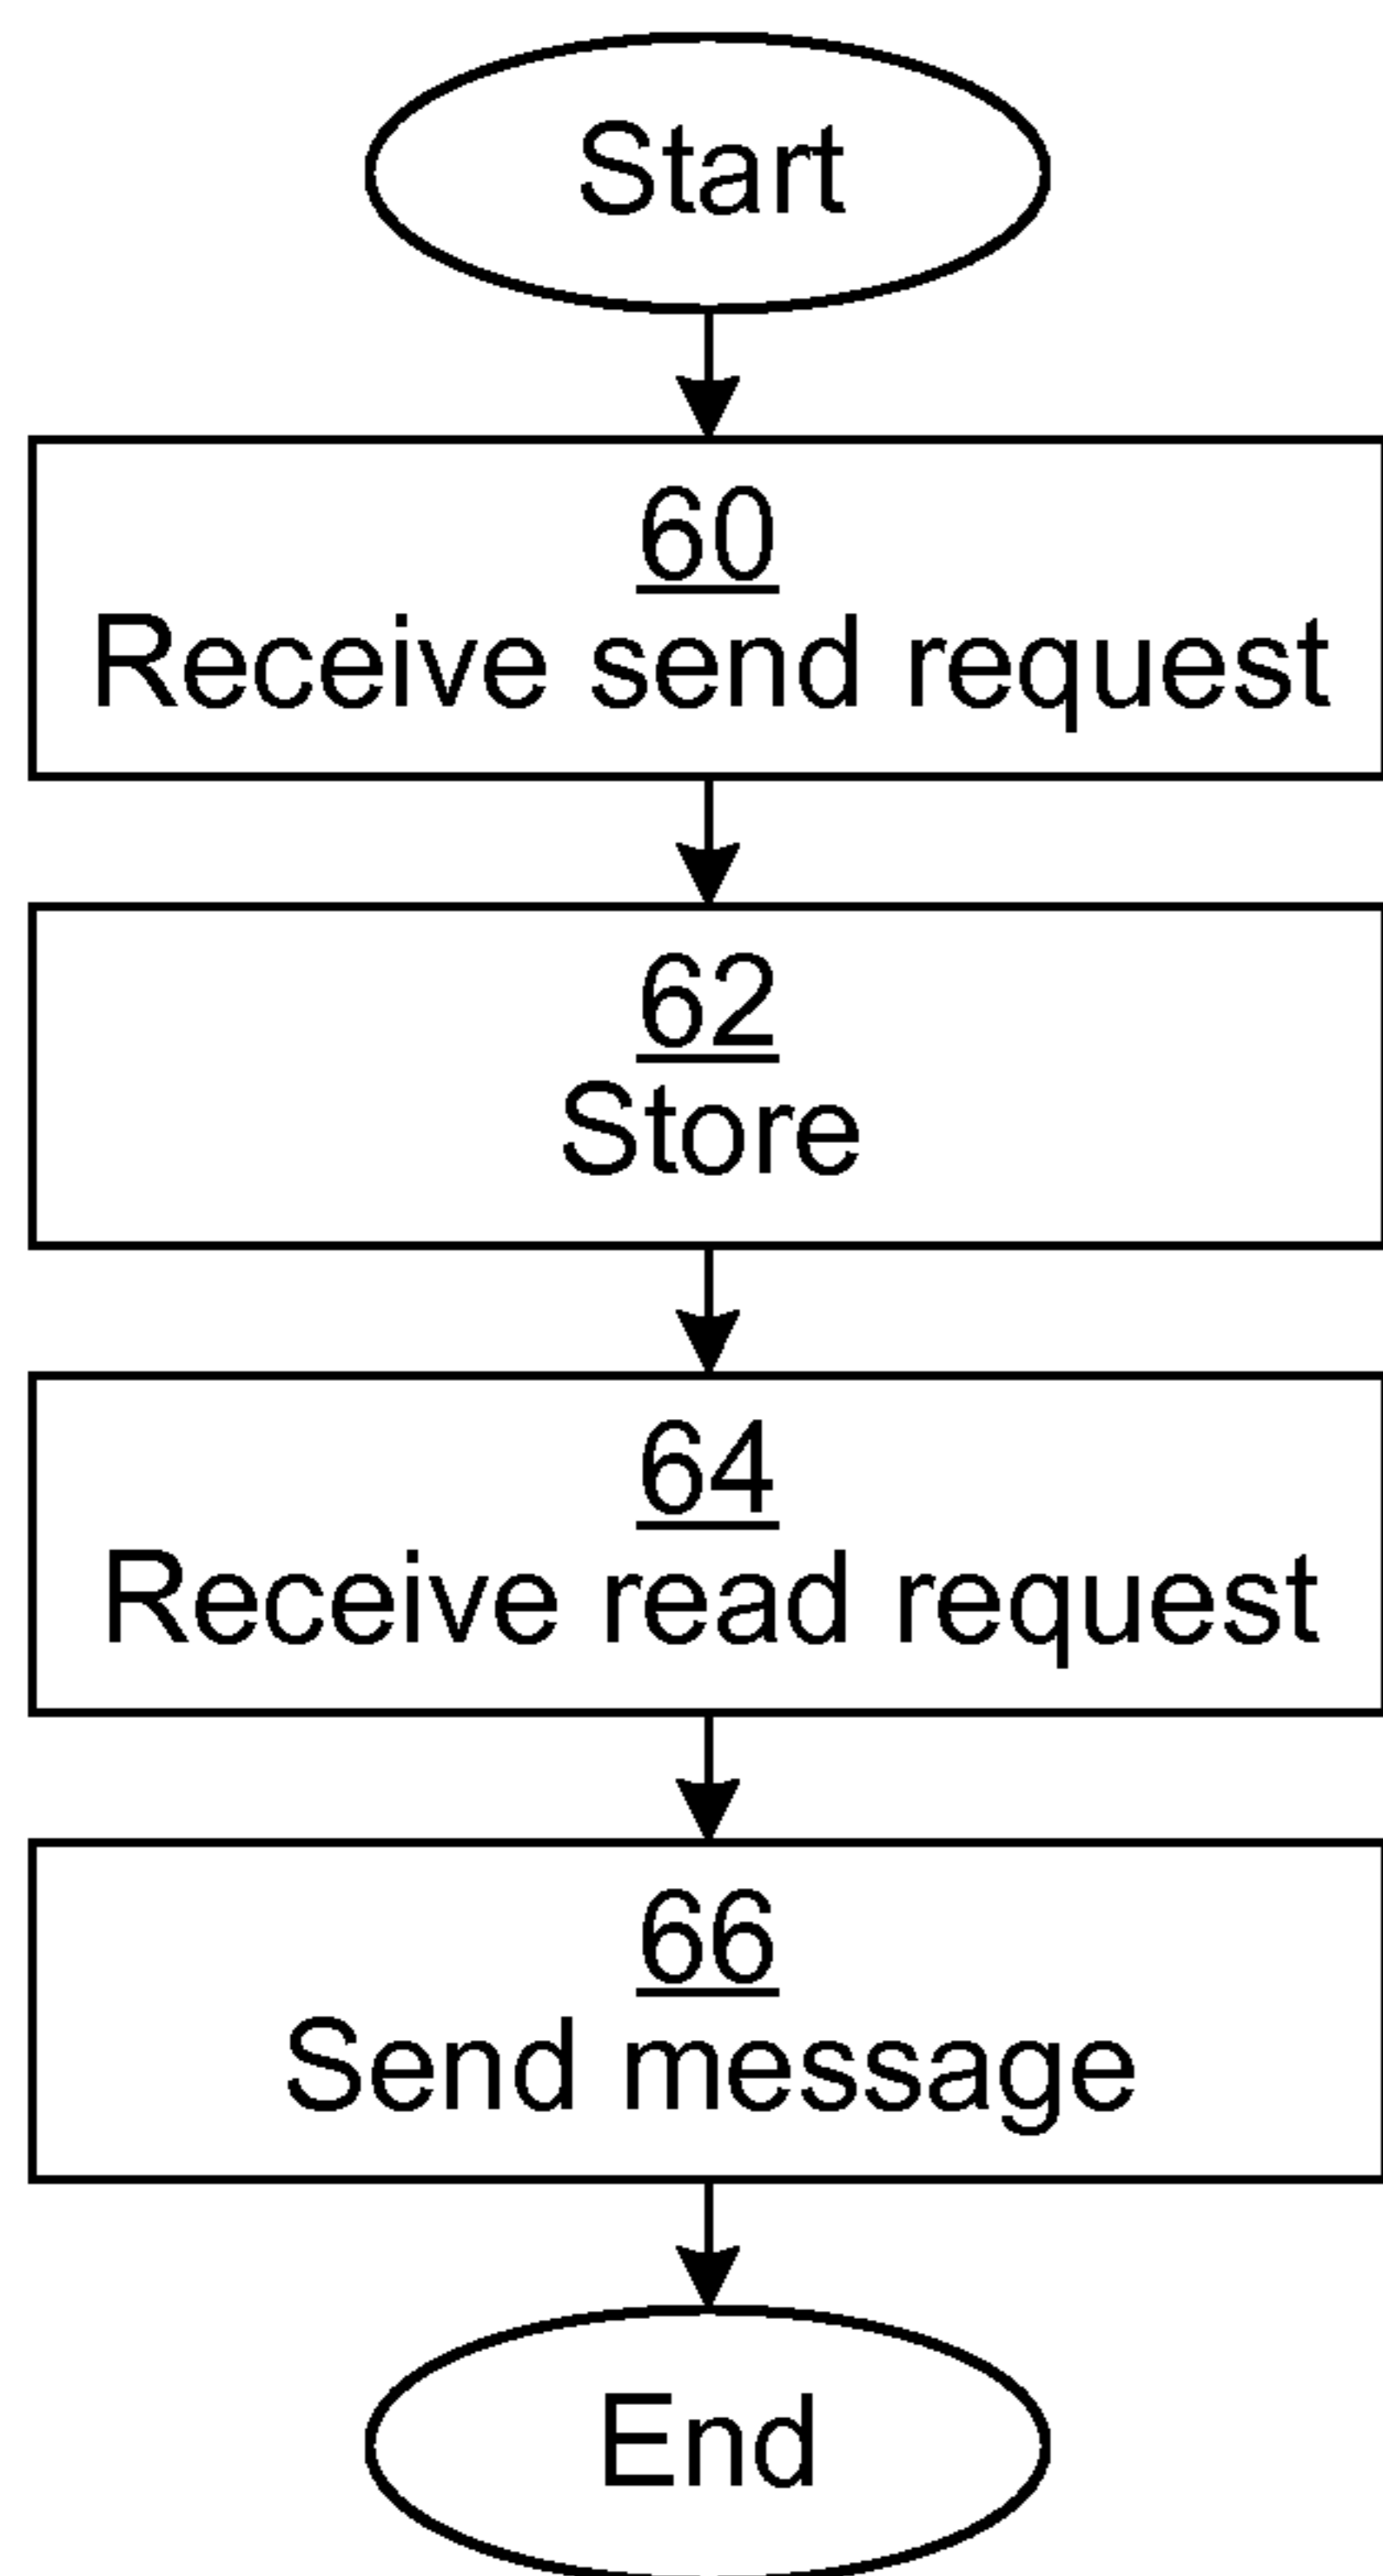 Start
60
Receive send request
62
Store
64
Receive read request
66
Send message
End